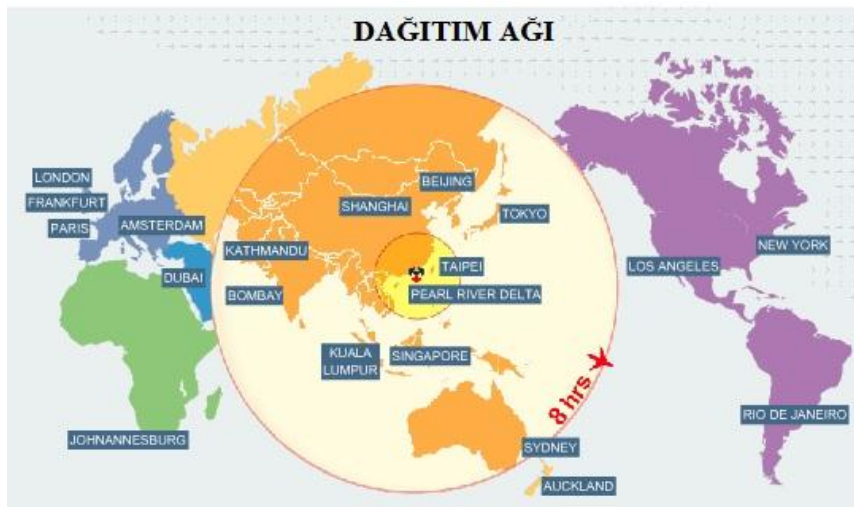 DAĞITIM AĞI
LONDON
FRANKFURT
PARIS
AMSTERDAM
DUBAI
BEIJING
SHANGHAI
TOKYO
KATHMANDU
TAIPEI
BOMBAY
PEARL RIVER DELTA
KUALA
LUMPUR
SINGAPORE
8 hrs
NEW YORK
LOS ANGELES
RIO DE JANEIRO
JOHNANNESBURG
SYDNEY
AUCKLAND